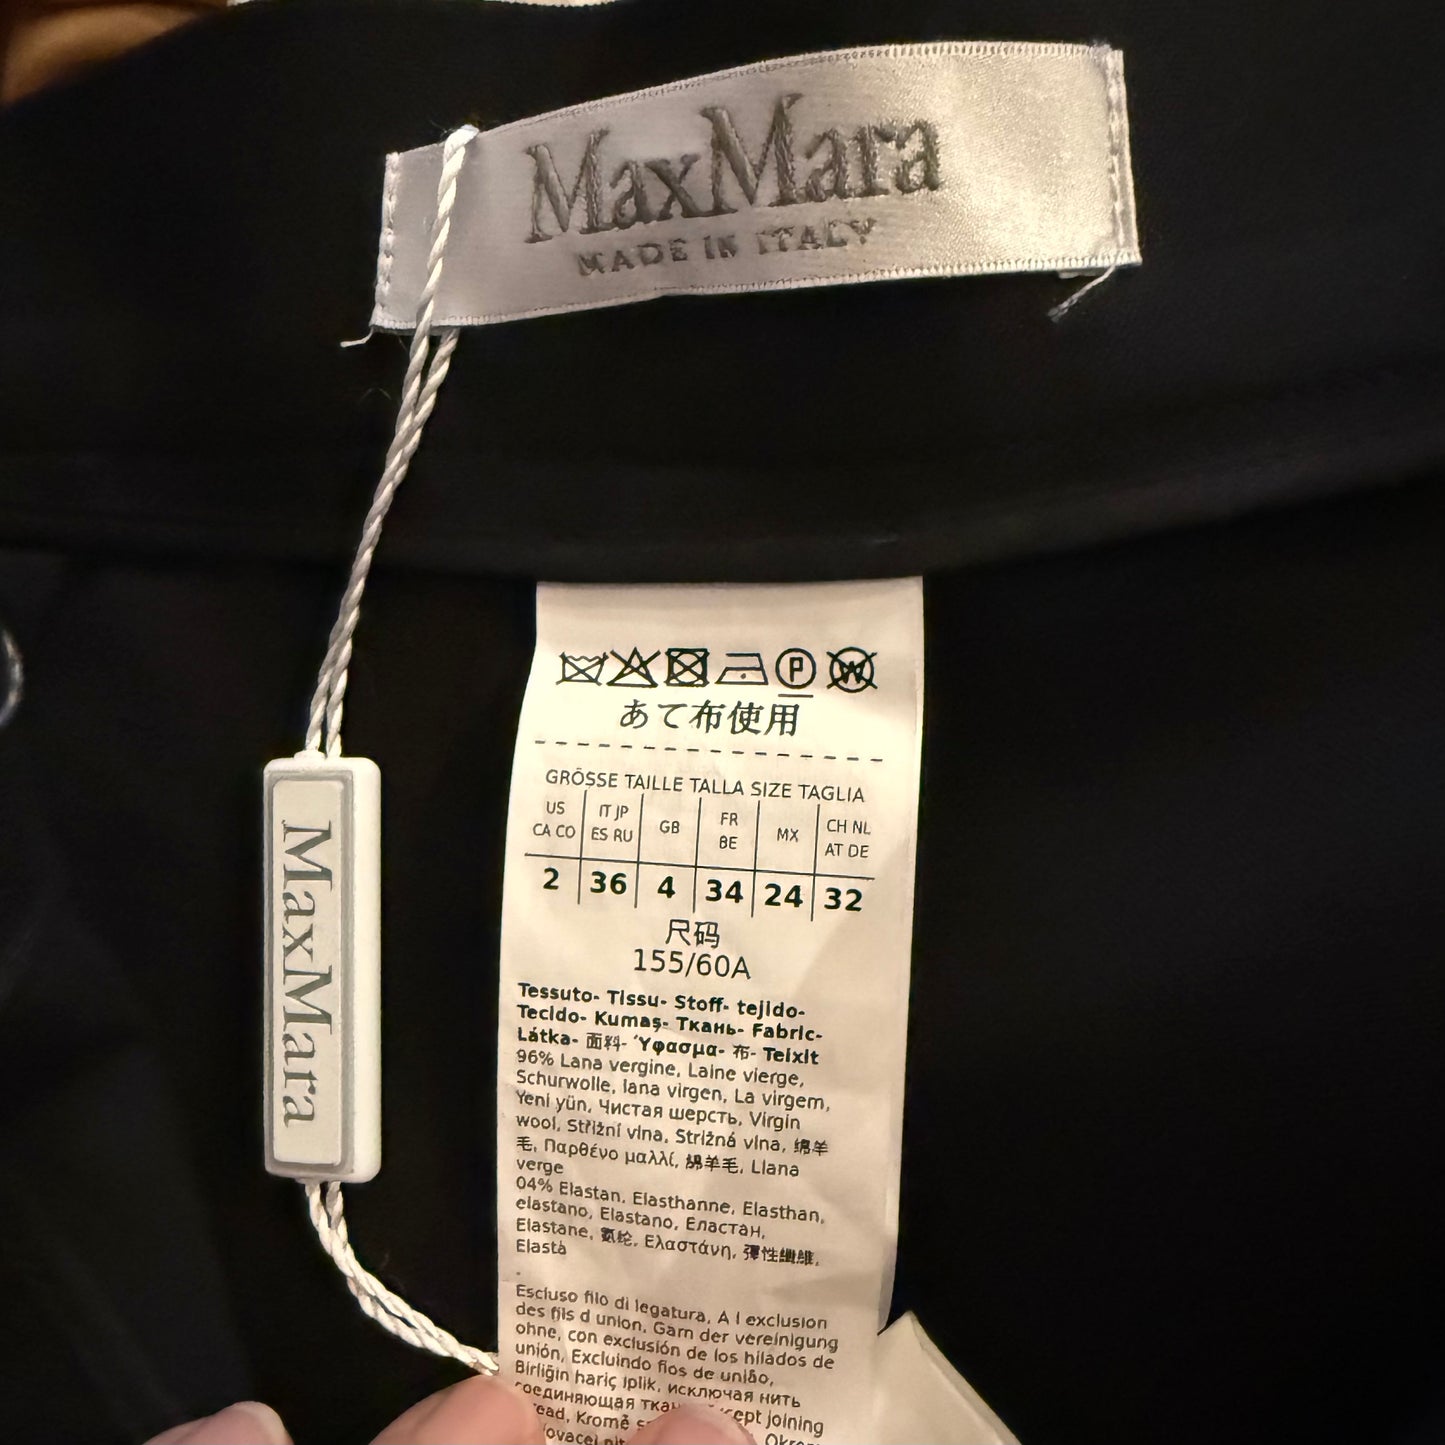 MaxMara
MADE IN ITALY
MaxMara
P W
あて布使用
GRÖSSE TAILLE TALLA SIZE TAGLIA
US CA CO IT JP ES RU GB FR BE MX CH NL AT DE
2 36 4 34 24 32
尺码
155/60A
Tessuto- Tissu- Stoff- tejido-
Tecido- Kumaş- Ткань- Fabric-
Látka- 面料- Ύφασμα- 布- Teixit
96% Lana vergine, Laine vierge,
Schurwolle, lana virgen, La virgem,
Yeni yün, Чистая шерсть, Virgin
wool, Střižní vlna, Strižná vlna, 绵羊
毛, Παρθένο μαλλί, 綿羊毛, Llana
verge
04% Elastan, Elasthanne, Elasthan,
elastano, Elastano, Еластан,
Elastane, 氨纶, Ελαστάνη, 彈性纖維,
Elastà
.
Escluso filo di legatura, A l exclusion
des fils d union, Garn der vereinigung
ohne, con exclusión de los hilados de
unión, Excluindo fios de união,
Birliğin hariç iplik, исключая нить
соединяющая joining
Kromě